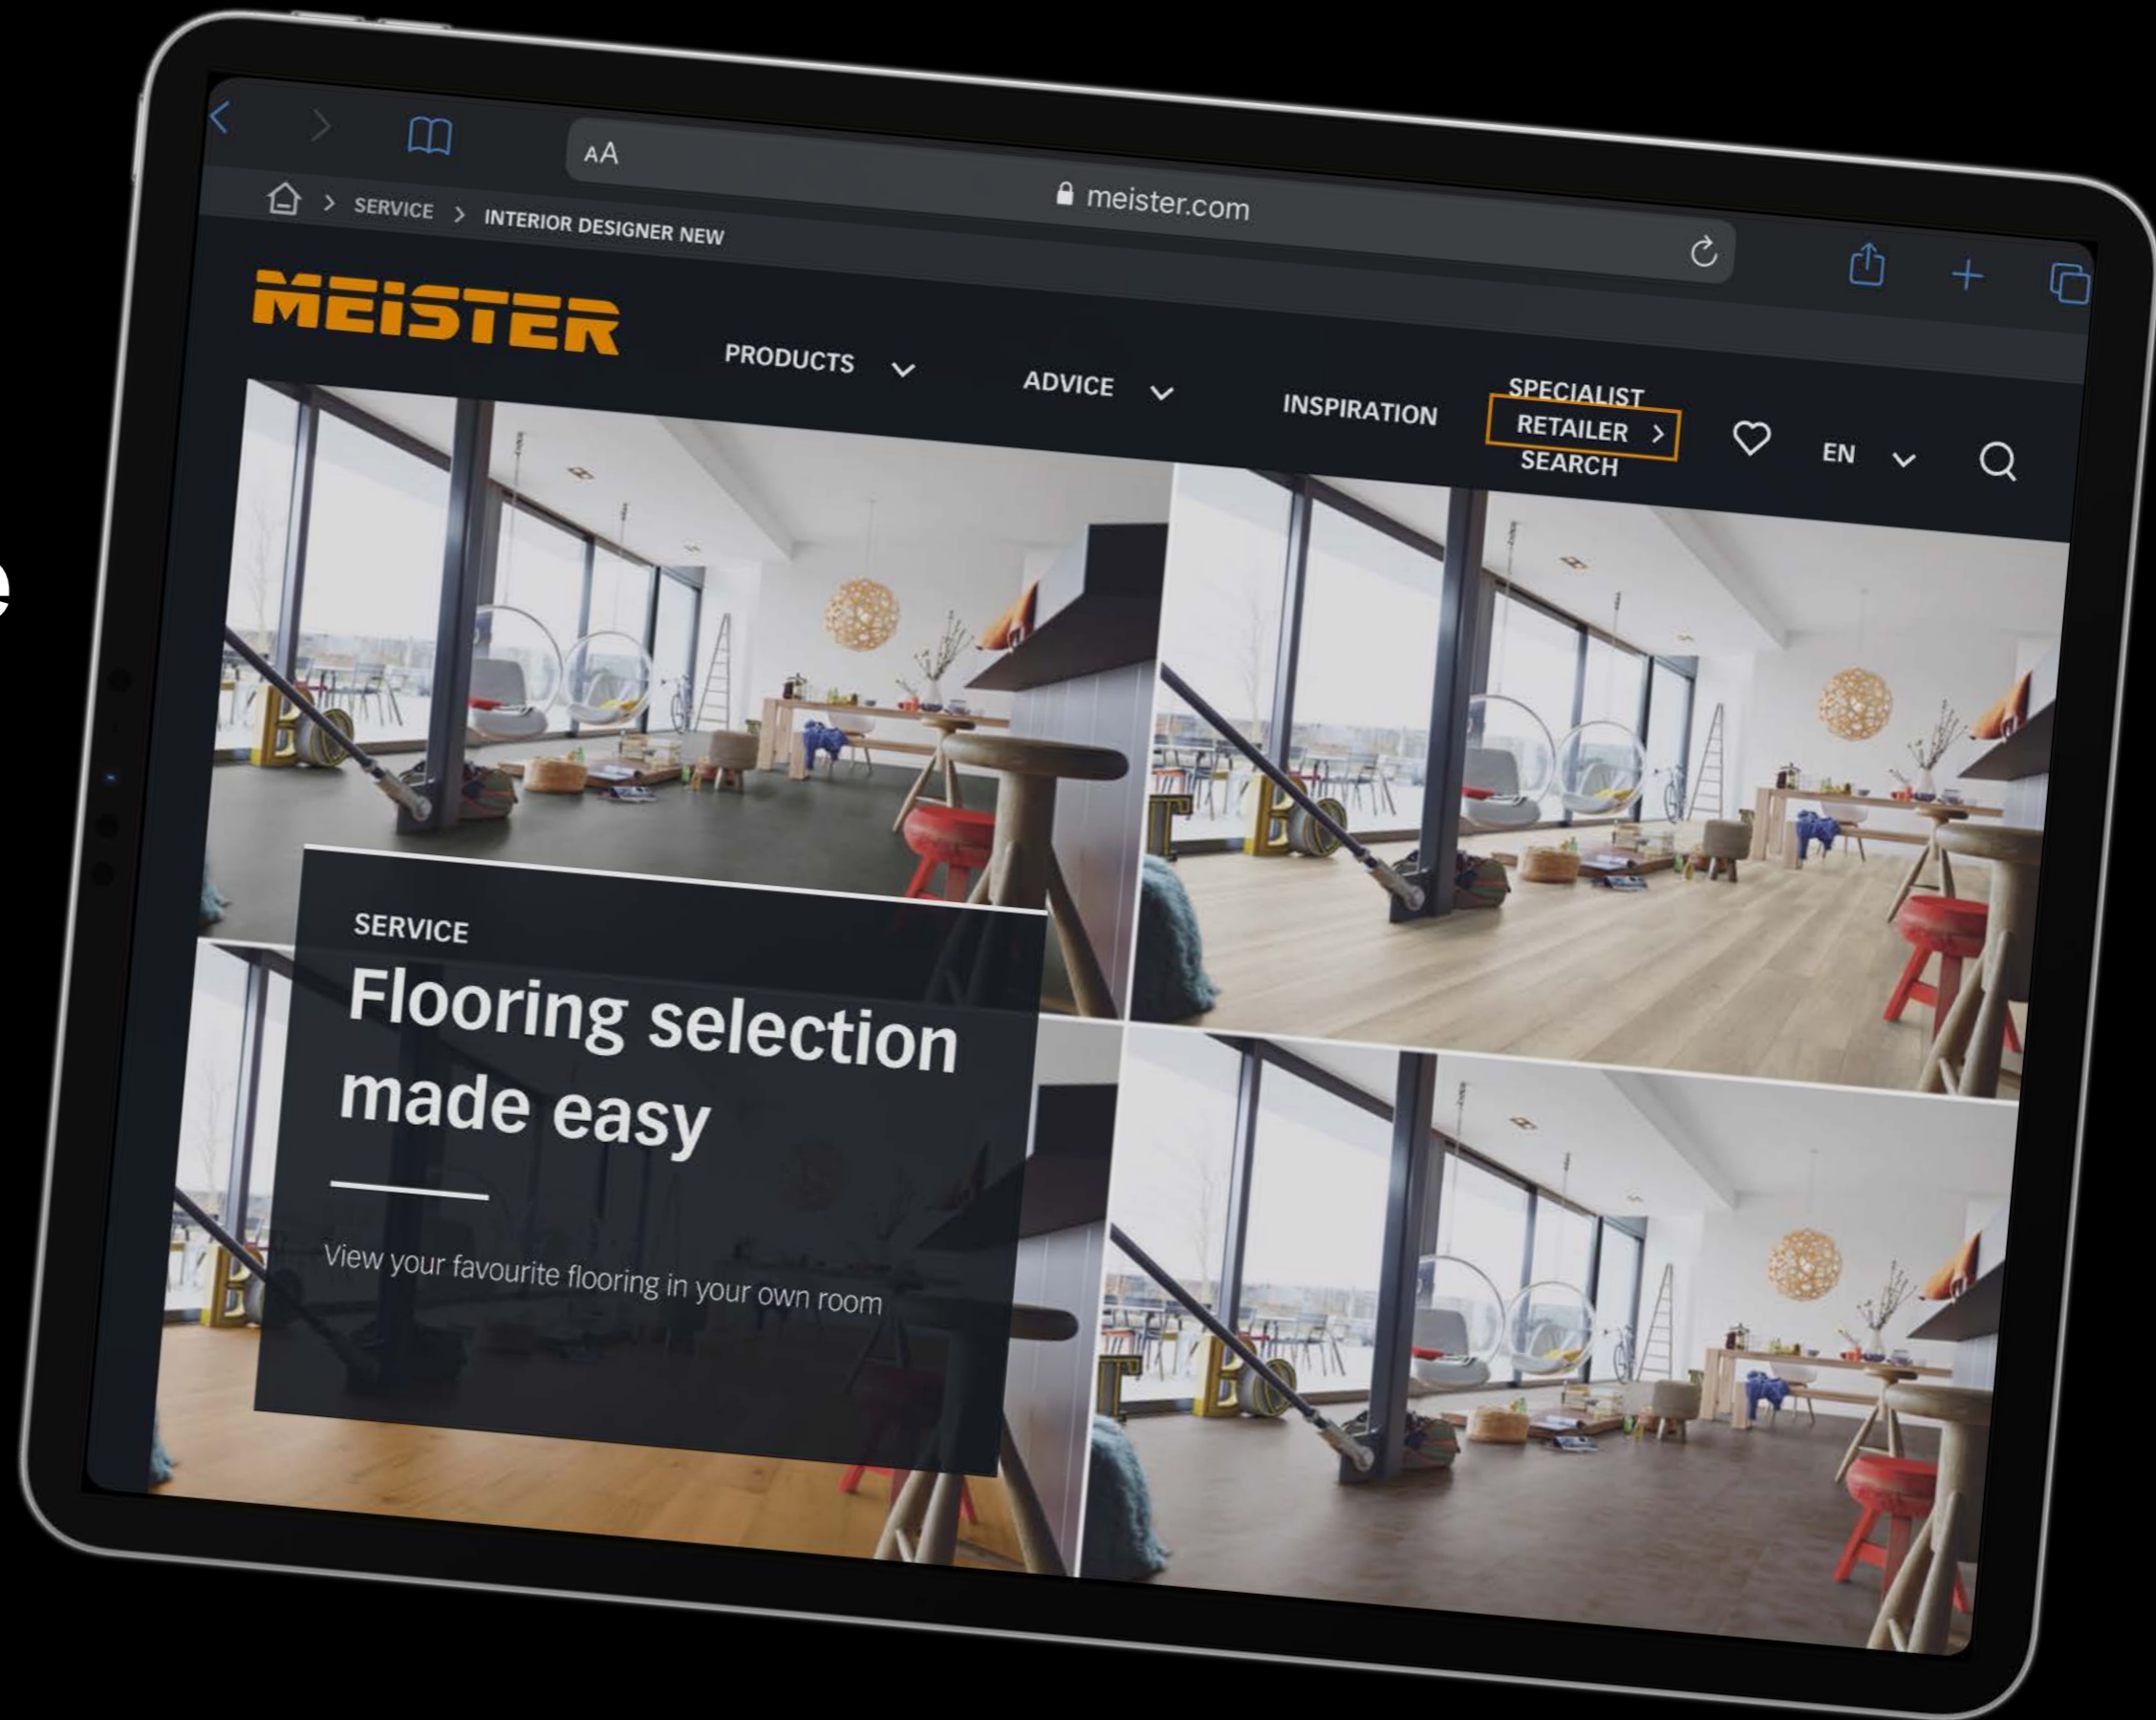 e
AA
meister.com
SERVICE > INTERIOR DESIGNER NEW
MEiSTER
PRODUCTS
ADVICE
INSPIRATION
SPECIALIST
RETAILER >
SEARCH
EN
SERVICE
Flooring selection
made easy
View your favourite flooring in your own room